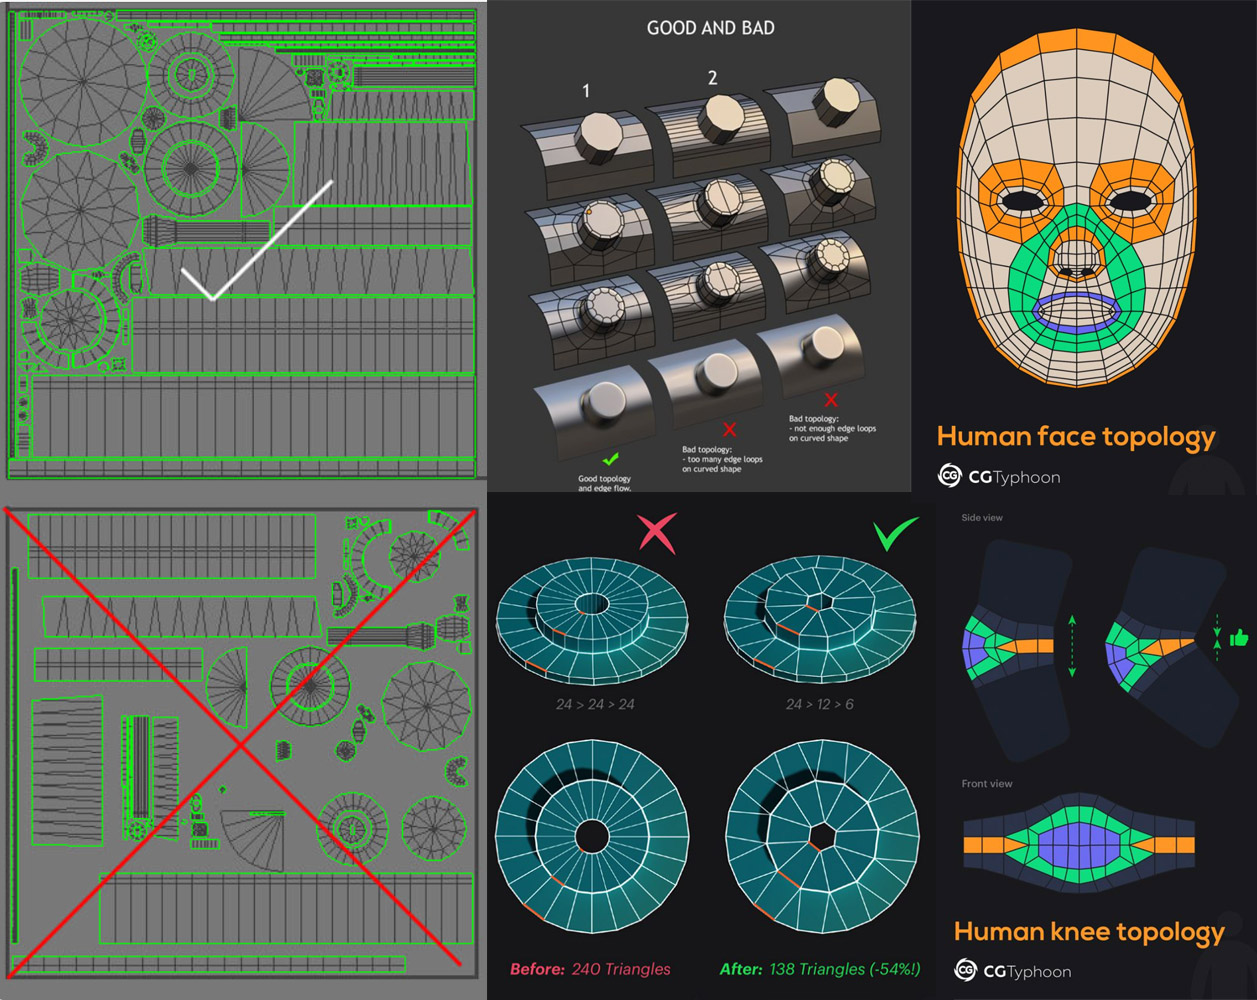 GOOD AND BAD
1
2
Good topology
and edge flow.
Bad topology:
- too many edge loops
on curved shape
Bad topology:
- not enough edge loops
on curved shape
Human face topology
CG CGTyphoon
24 > 24 > 24
24 > 12 > 6
Before: 240 Triangles
After: 138 Triangles (-54%!)
Side view
Front view
Human knee topology
CG CGTyphoon